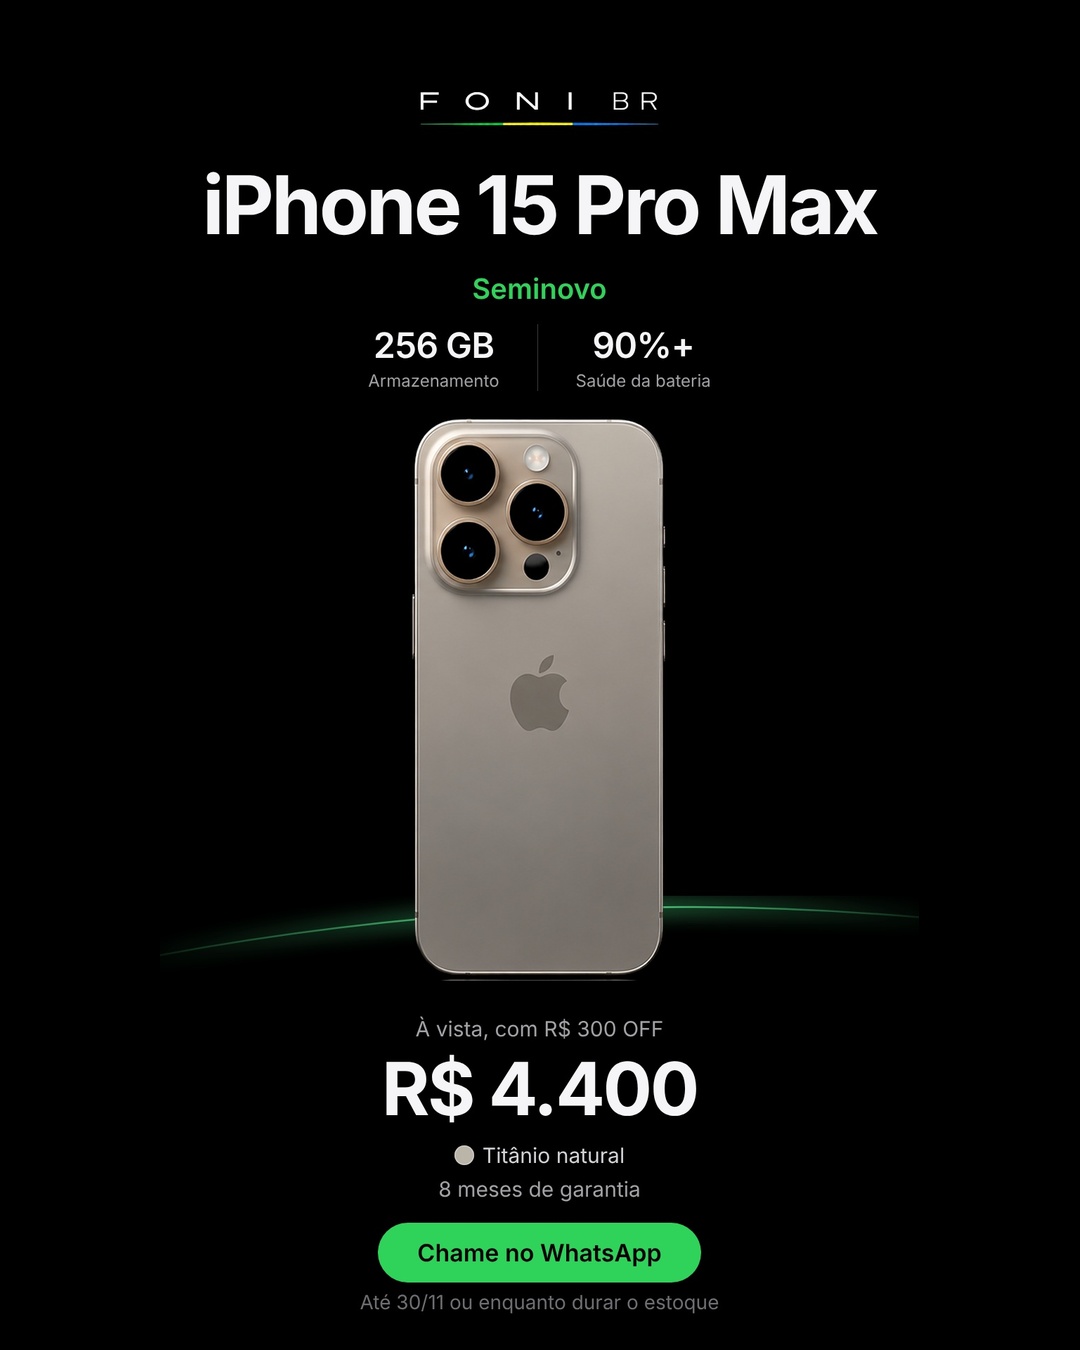 FONI BR
iPhone 15 Pro Max
Seminovo
256 GB
Armazenamento
90%+
Saúde da bateria
À vista, com R$ 300 OFF
R$ 4.400
Titânio natural
8 meses de garantia
Chame no WhatsApp
Até 30/11 ou enquanto durar o estoque